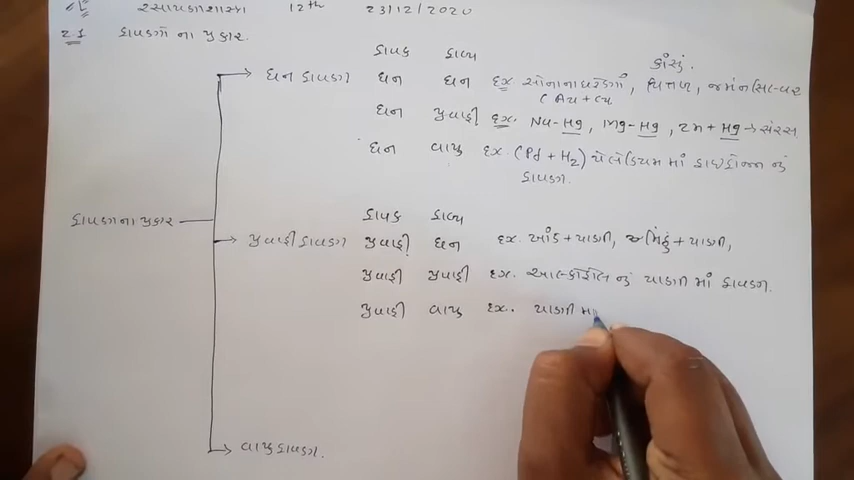 રસાયણશાસ્ત્ર 12th 23/12/2020
2.1 દ્રાવણોના પ્રકાર.
દ્રાવક દ્રાવ્ય કાંસું.
ઘન દ્રાવણ ઘન ઘન દા. સોનાના ઘરેણાં, પિત્તળ, જર્મન સિલ્વર
(Au + Cu
ઘન પ્રવાહી દા. Na-Hg, Mg-Hg, Zn + Hg → સંરસ
ઘન વાયુ દા. (Pd + H2) પેલેડિયમ માં હાઇડ્રોજન નું
દ્રાવણ.
દ્રાવણના પ્રકાર
દ્રાવક દ્રાવ્ય
પ્રવાહી દ્રાવણ પ્રવાહી ઘન દા. ખાંડ + પાણી, મીઠું + પાણી,
પ્રવાહી પ્રવાહી દા. આલ્કોહોલ નું પાણી માં દ્રાવણ.
પ્રવાહી વાયુ દા. પાણી મા
વાયુ દ્રાવણ.